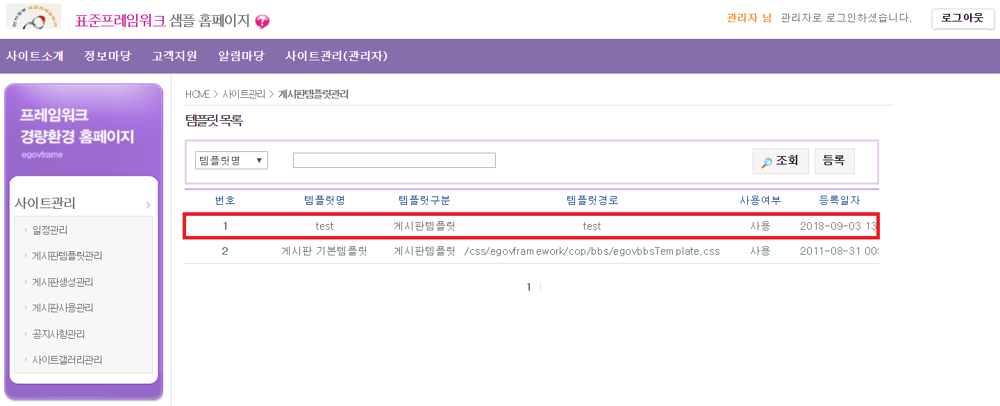 전자정부 표준프레임워크
표준프레임워크 샘플 홈페이지 ?
관리자 님 관리자로 로그인하셨습니다. 로그아웃
사이트소개 정보마당 고객지원 알림마당 사이트관리(관리자)
프레임워크
경량환경 홈페이지
egovframe
사이트관리
일정관리
게시판템플릿관리
게시판생성관리
게시판사용관리
공지사항관리
사이트갤러리관리
HOME > 사이트관리 > 게시판템플릿관리
템플릿 목록
템플릿명 ▼ 조회 등록
번호 템플릿명 템플릿구분 템플릿경로 사용여부 등록일자
1 test 게시판템플릿 test 사용 2018-09-03 13
2 게시판 기본템플릿 게시판템플릿 /css/egovframework/cop/bbs/egovbbsTemplate.css 사용 2011-08-31 00:
1